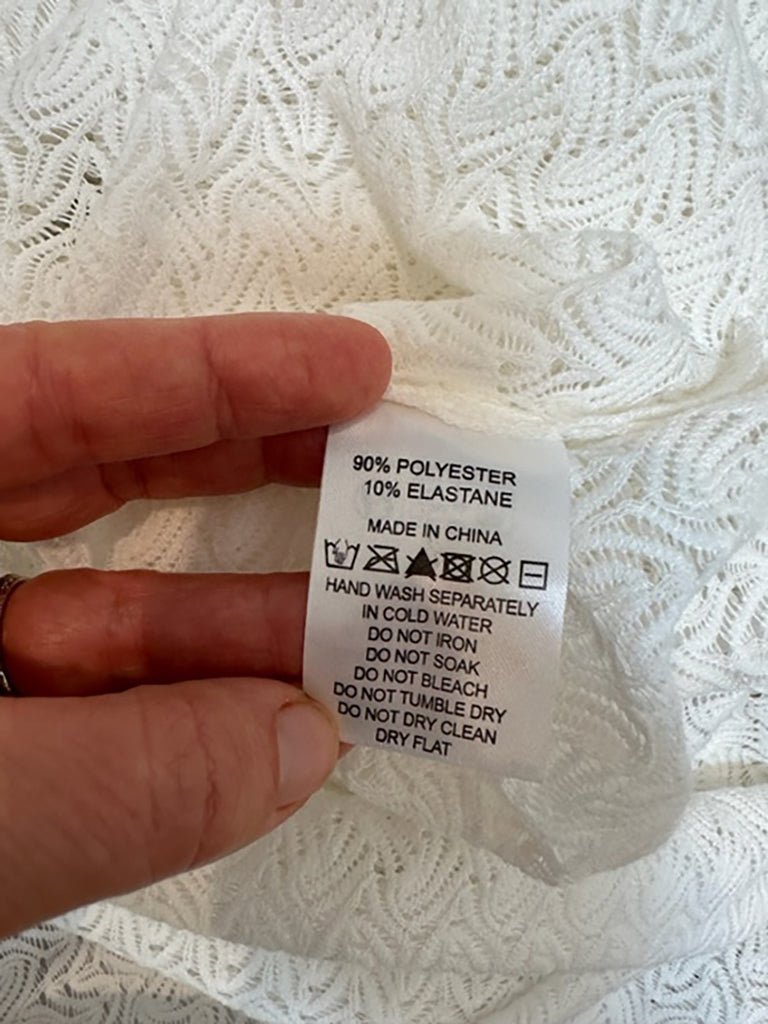 90% POLYESTER
10% ELASTANE
MADE IN CHINA
HAND WASH SEPARATELY
IN COLD WATER
DO NOT IRON
DO NOT SOAK
DO NOT BLEACH
DO NOT TUMBLE DRY
DO NOT DRY CLEAN
DRY FLAT